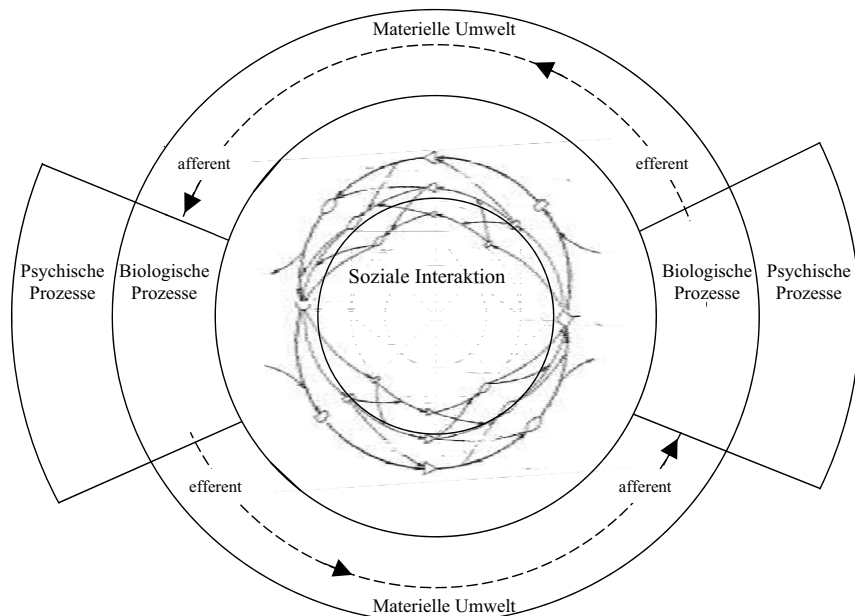 Materielle Umwelt
afferent
efferent
Psychische
Prozesse
Biologische
Prozesse
Soziale Interaktion
Biologische
Prozesse
Psychische
Prozesse
efferent
afferent
Materielle Umwelt